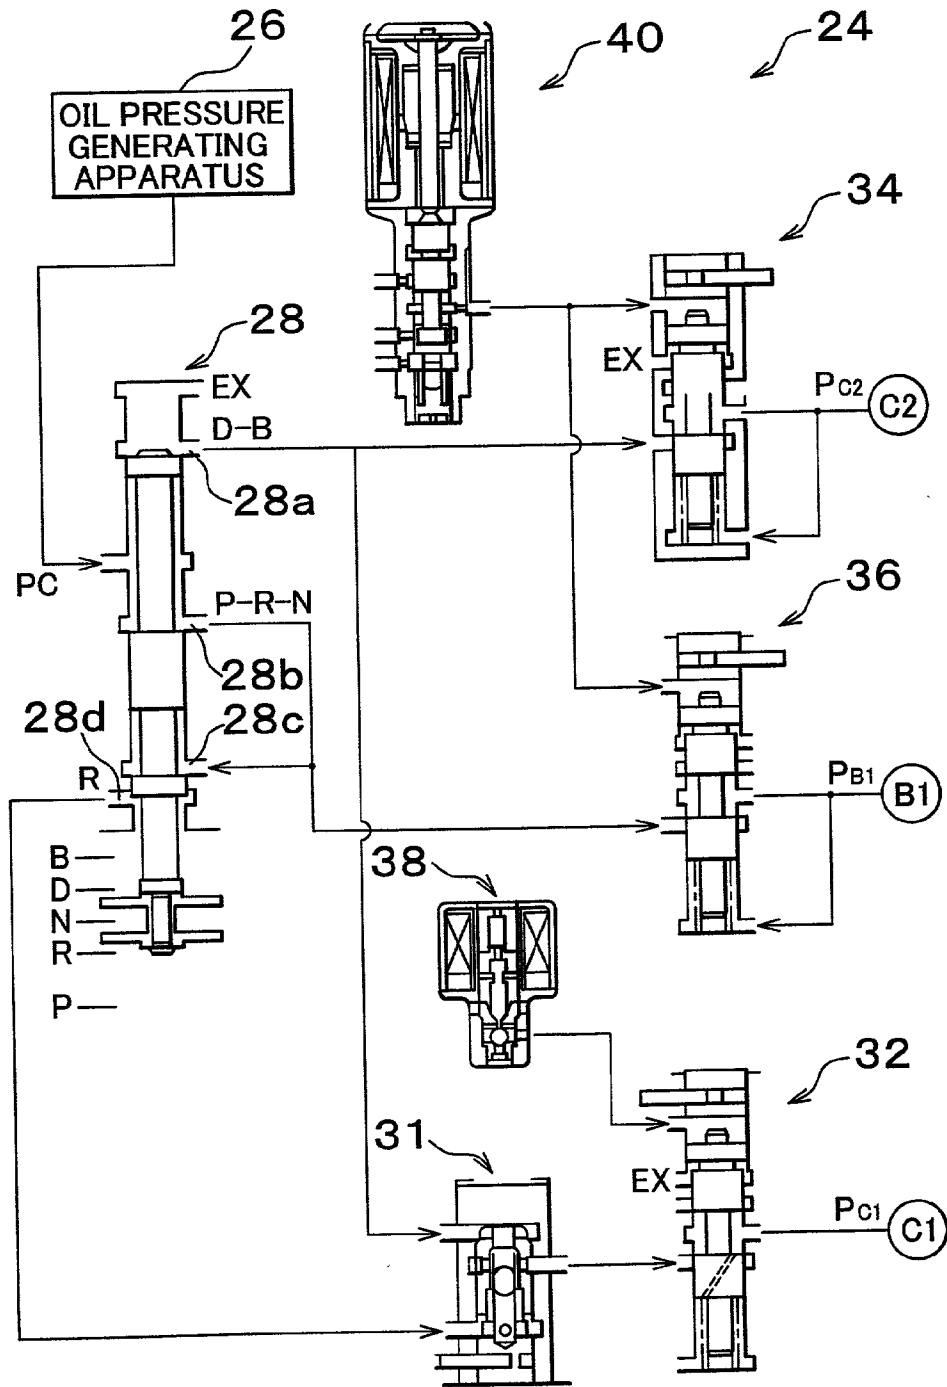 26
40
24
OIL PRESSURE
GENERATING
APPARATUS
34
28
EX
EX
PC2
C2
D-B
28a
PC
36
P-R-N
28b
28d
28c
R
PB1
B1
B
38
D
N
R
P
32
31
EX
PC1
C1